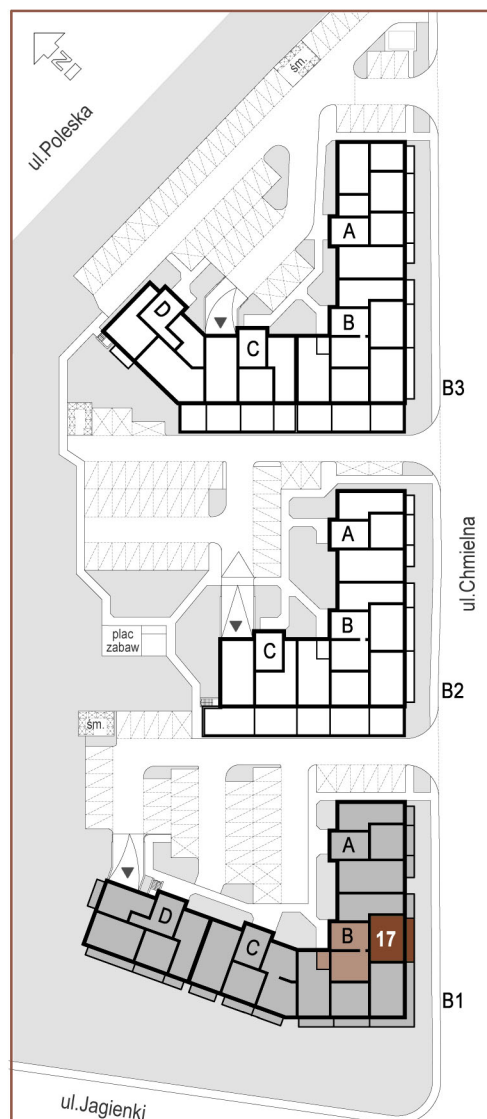 N
ul.Poleska
śm.
A
B
D
C
B3
A
ul.Chmielna
B
C
plac
zabaw
B2
śm.
A
D
B
17
C
B1
ul.Jagienki